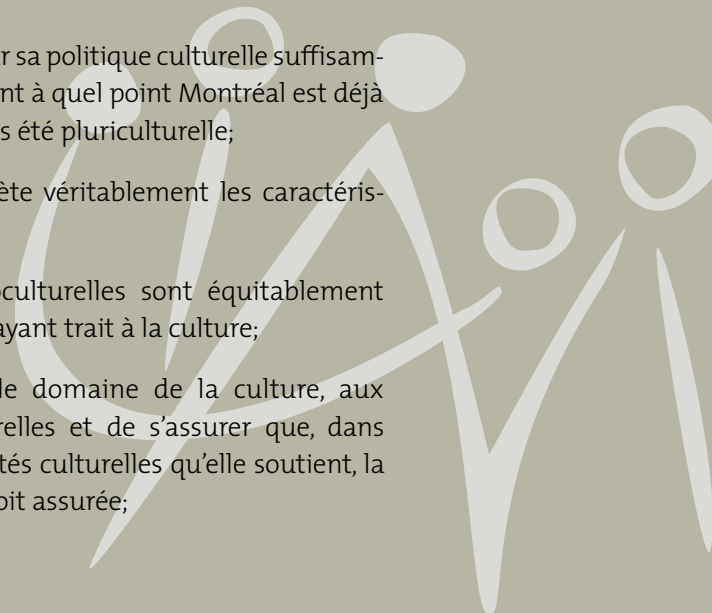 r sa politique culturelle suffisam-
nt à quel point Montréal est déjà
s été pluriculturelle;
ète véritablement les caractéris-
culturelles sont équitablement
ayant trait à la culture;
le domaine de la culture, aux
relles et de s’assurer que, dans
tés culturelles qu’elle soutient, la
oit assurée;